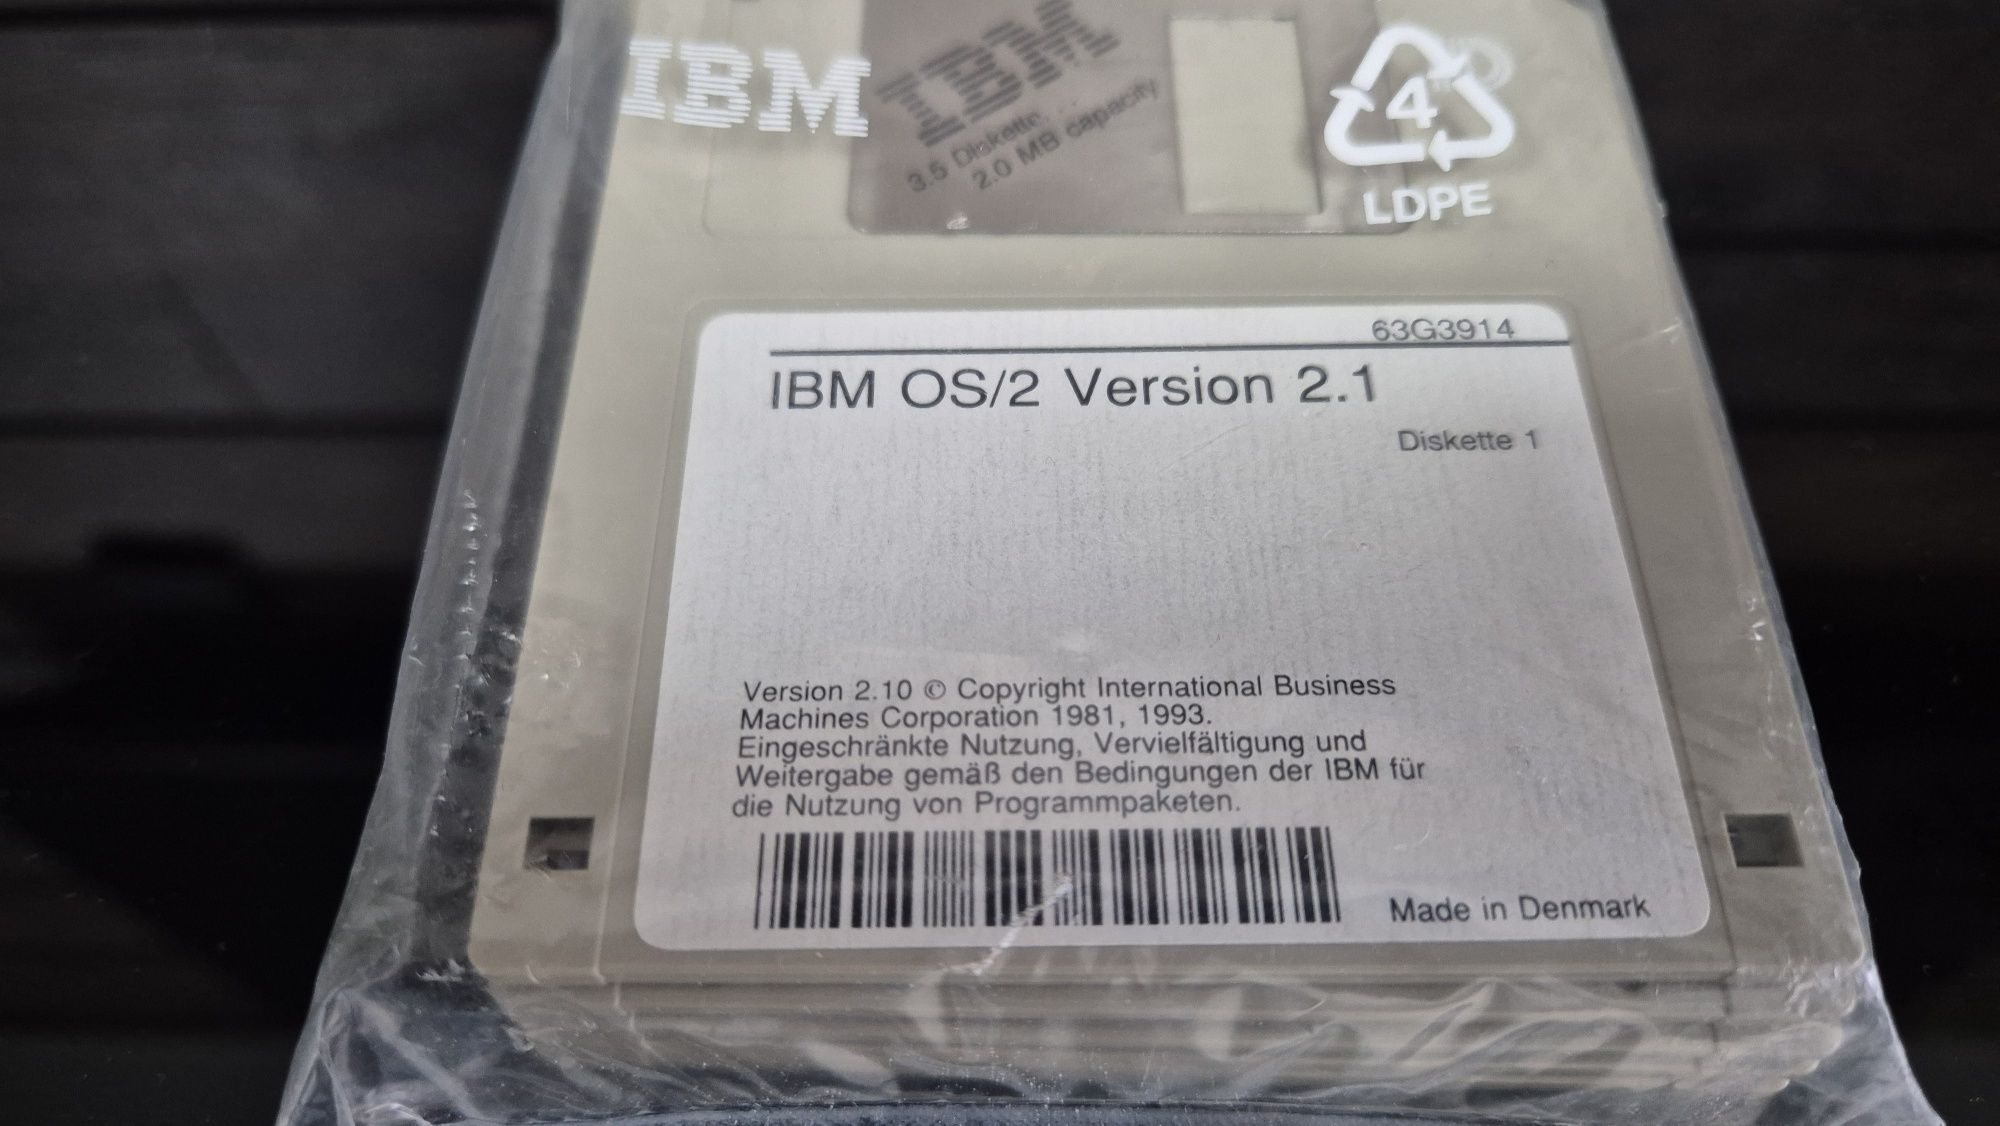 IBM
IBM
3.5 Diskette
2.0 MB capacity
4
LDPE
63G3914
IBM OS/2 Version 2.1
Diskette 1
Version 2.10 © Copyright International Business
Machines Corporation 1981, 1993.
Eingeschränkte Nutzung, Vervielfältigung und
Weitergabe gemäß den Bedingungen der IBM für
die Nutzung von Programmpaketen.
Made in Denmark